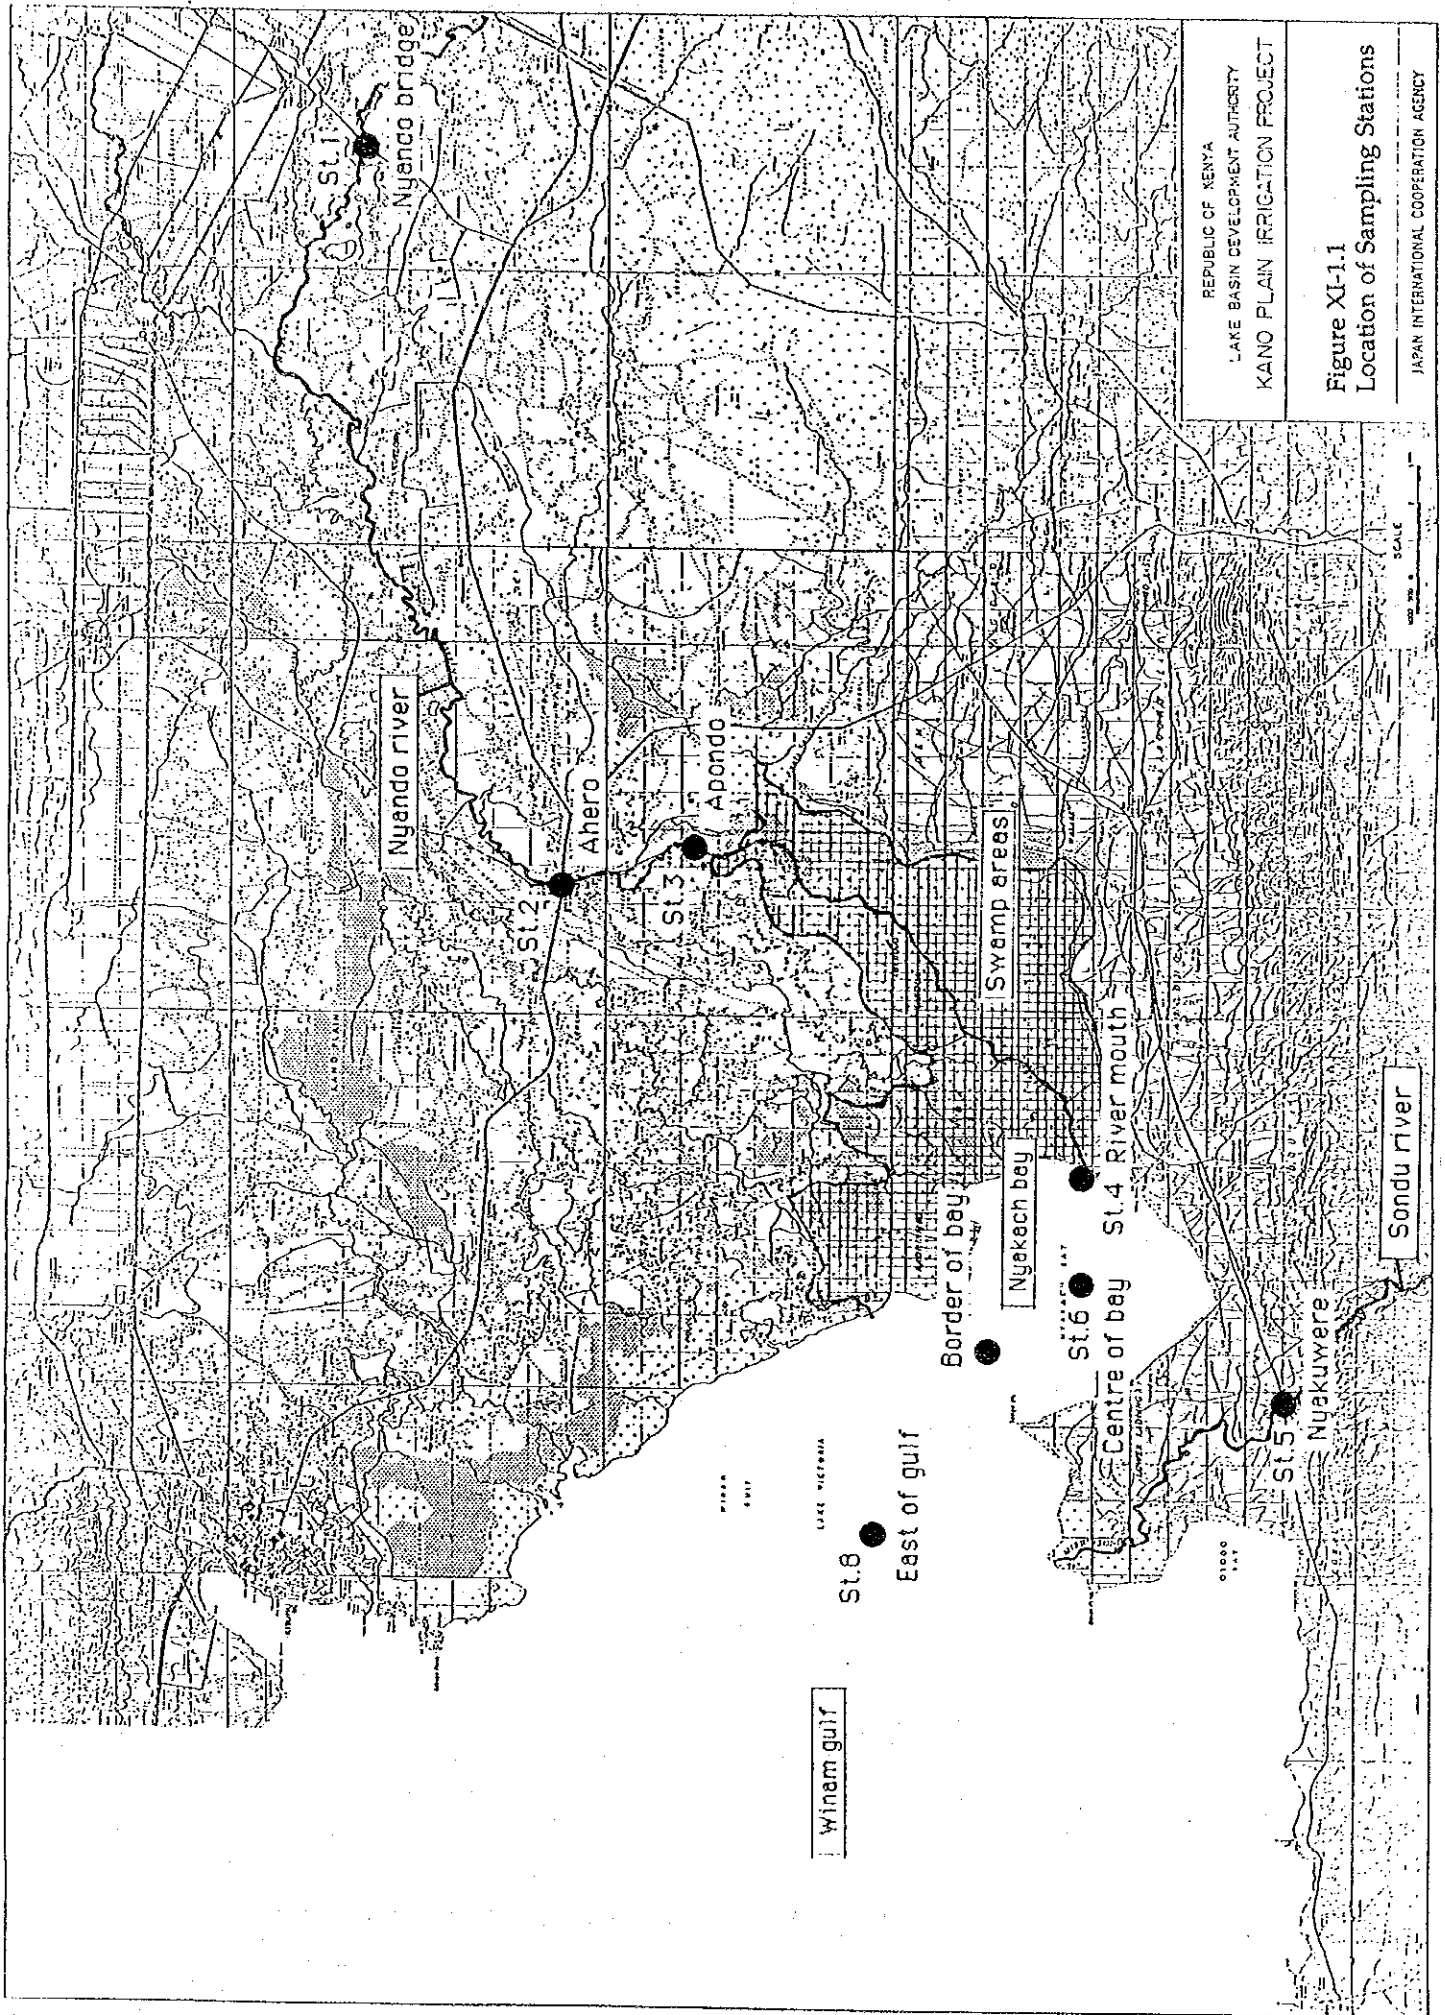 St.1
Nyando bridge
Nyando river
St.2
Ahero
St.3
Apondo
Swamp areas
Border of bay
Nyakach bay
St.4 River mouth
St.6
Centre of bay
St.8
East of gulf
LAKE VICTORIA
Winam gulf
St.5
Nyakuwere
Sondu river
REPUBLIC OF KENYA
LAKE BASIN DEVELOPMENT AUTHORITY
KANO PLAIN IRRIGATION PROJECT
Figure XI-1.1
Location of Sampling Stations
JAPAN INTERNATIONAL COOPERATION AGENCY
SCALE